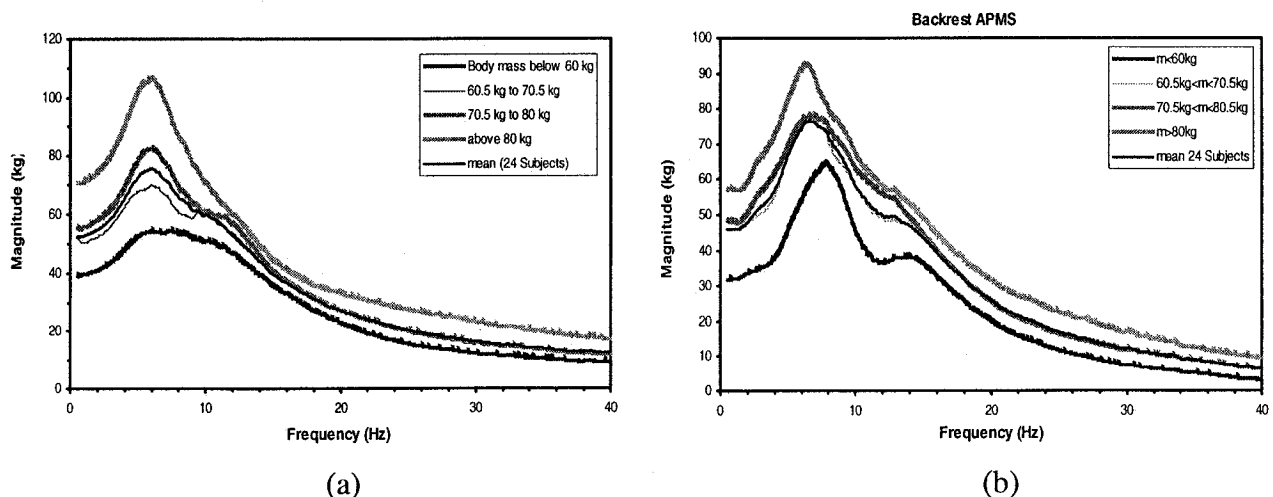 120
100
80
60
40
20
0
Magnitude (kg)
0 10 20 30 40
Frequency (Hz)
Body mass below 60 kg
60.5 kg to 70.5 kg
70.5 kg to 80 kg
above 80 kg
mean (24 Subjects)
(a)
Backrest APMS
100
90
80
70
60
50
40
30
20
10
0
Magnitude (kg)
0 10 20 30 40
Frequency (Hz)
m<60kg
60.5kg<m<70.5kg
70.5kg<m<80.5kg
m>80kg
mean 24 Subjects
(b)